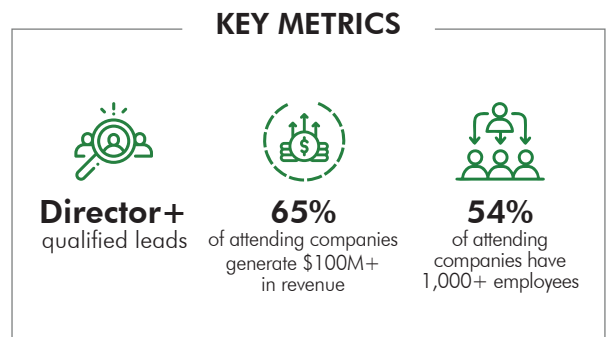 KEY METRICS
Director+
qualified leads
65%
of attending companies
generate $100M+
in revenue
54%
of attending
companies have
1,000+ employees